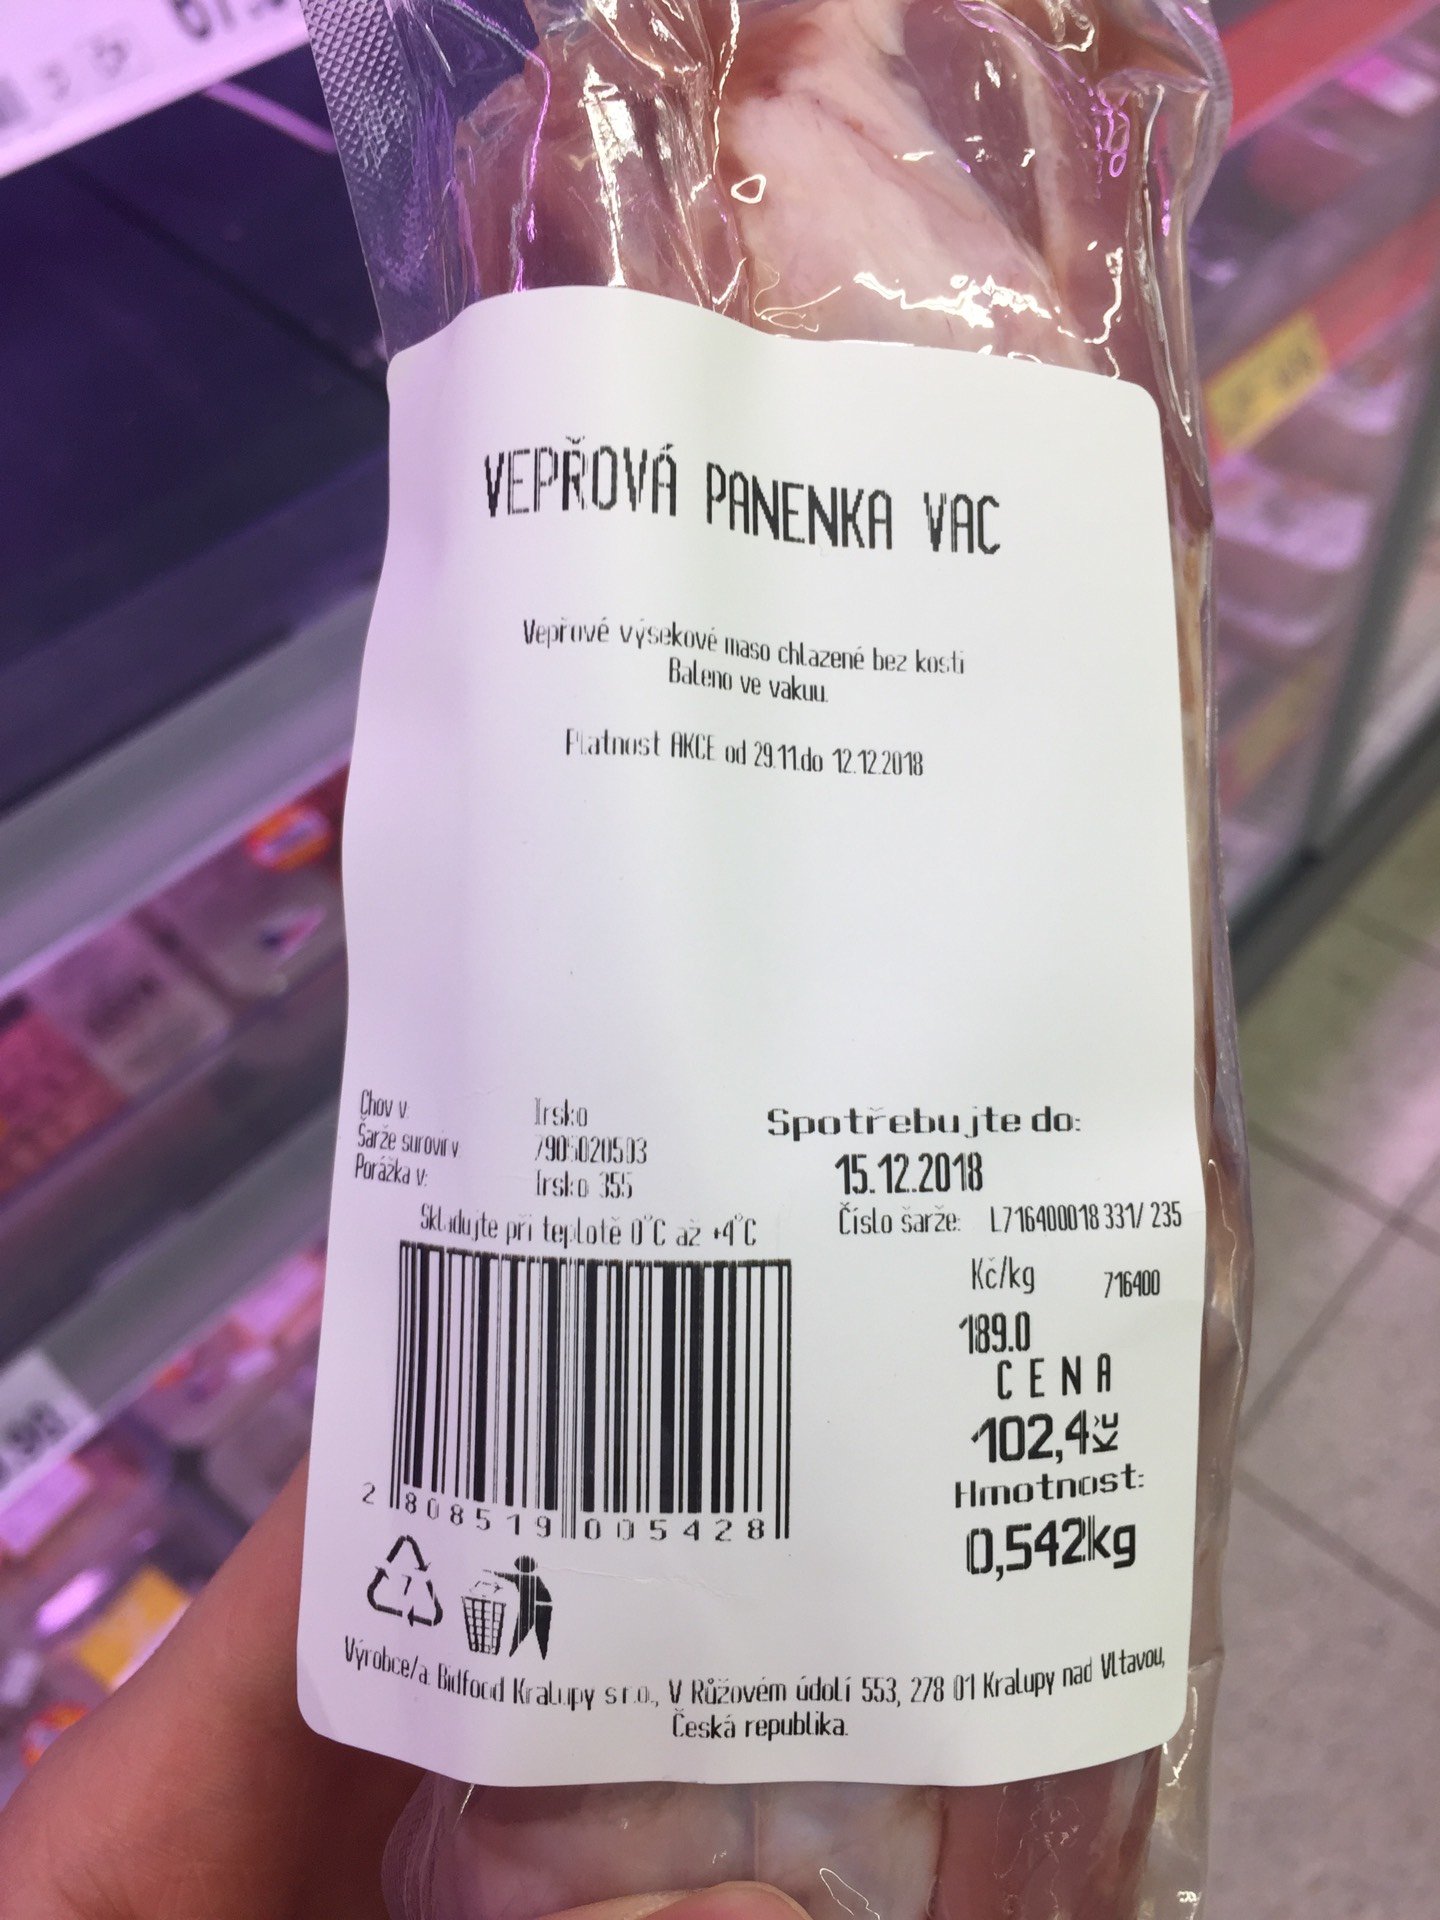 VEPŘOVÁ PANENKA VAC
Vepřové výsekové maso chlazené bez kosti
Baleno ve vakuu.
Platnost AKCE od 29.11.do 12.12.2018
Chov v: Irsko
Šarže surovin 7905020503
Porážka v: Irsko 355
Skladujte při teplotě 0°C až +4°C
Spotřebujte do:
15.12.2018
Číslo šarže: L716400018 331/ 235
Kč/kg 716400
189.0
CENA
102,4 Kč
Hmotnost:
0,542kg
2 808519 005428
7
Výrobce/a Bidfood Kralupy s r.o., V Růžovém údolí 553, 278 01 Kralupy nad Vltavou,
Česká republika.